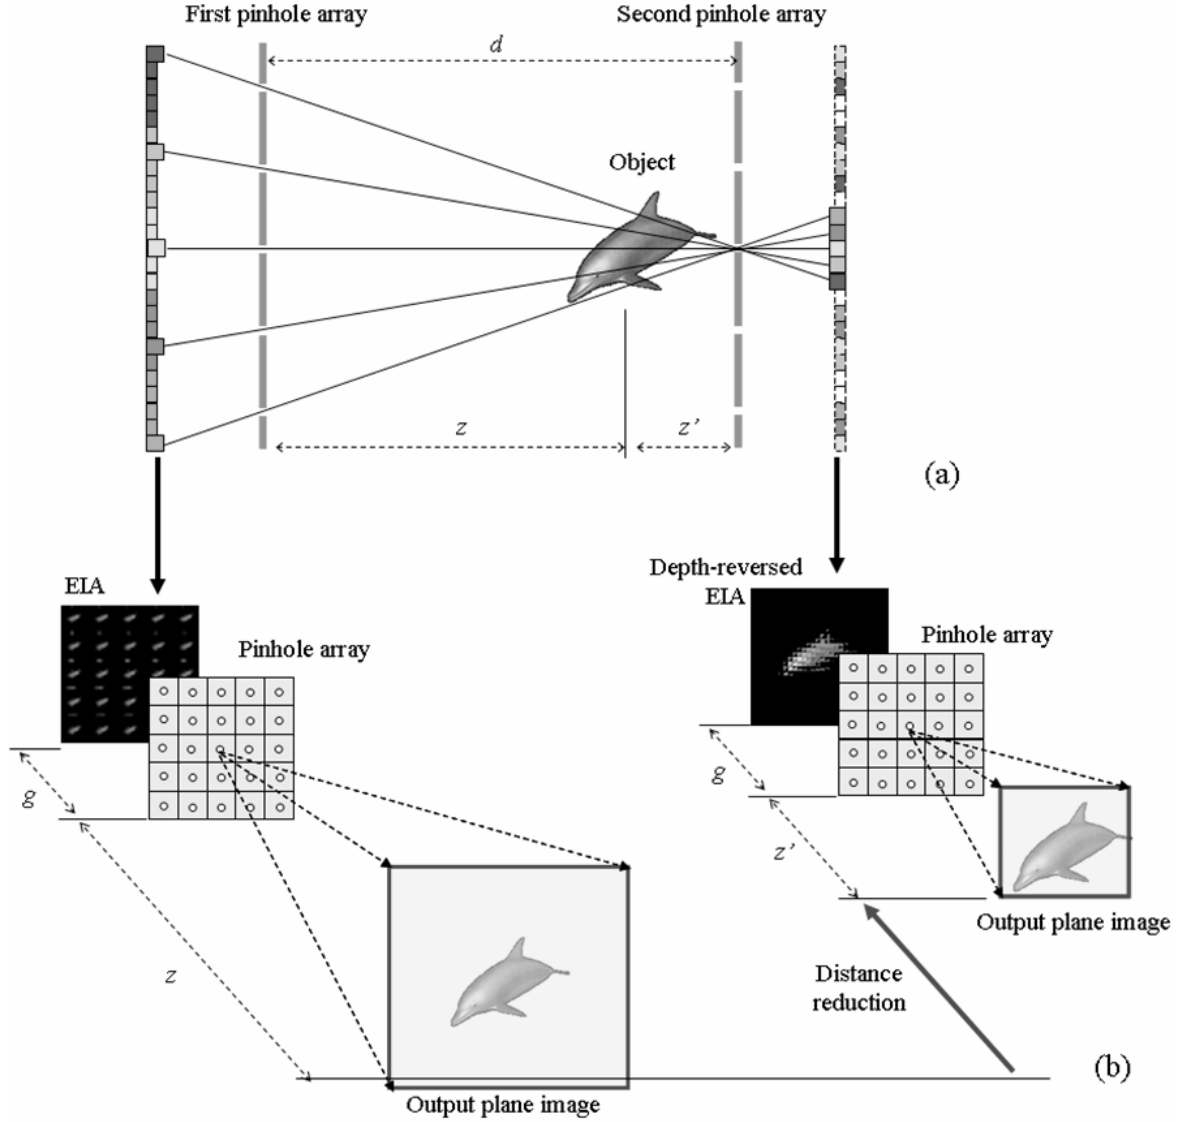 First pinhole array
Second pinhole array
d
Object
z
z’
(a)
EIA
Pinhole array
Depth-reversed
EIA
Pinhole array
g
g
z’
z
Output plane image
Distance
reduction
(b)
Output plane image